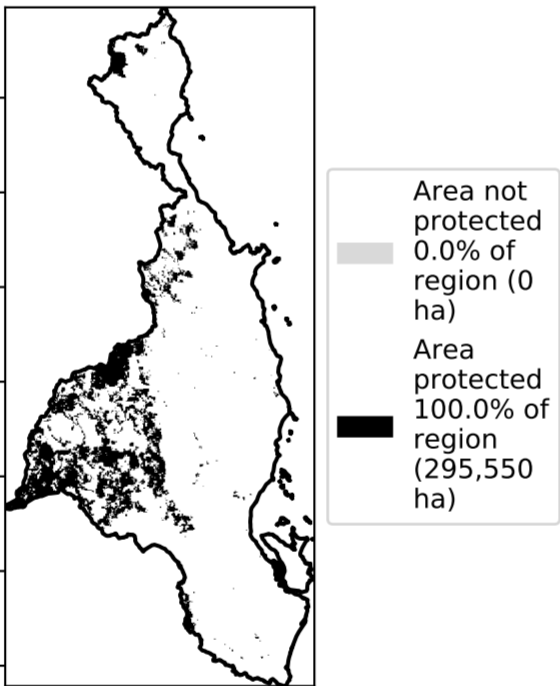 Area not
protected
0.0% of
region (0
ha)
Area
protected
100.0% of
region
(295,550
ha)